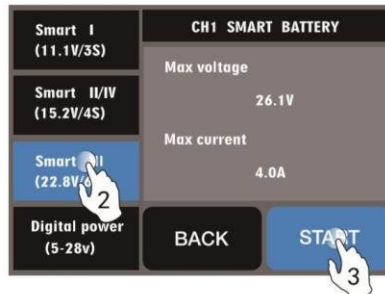 Smart I
(11.1V/3S)
Smart II/IV
(15.2V/4S)
Smart
(22.8V/
Digital power
(5-28v)
CH1 SMART BATTERY
Max voltage
26.1V
Max current
4.0A
BACK
START
2
3